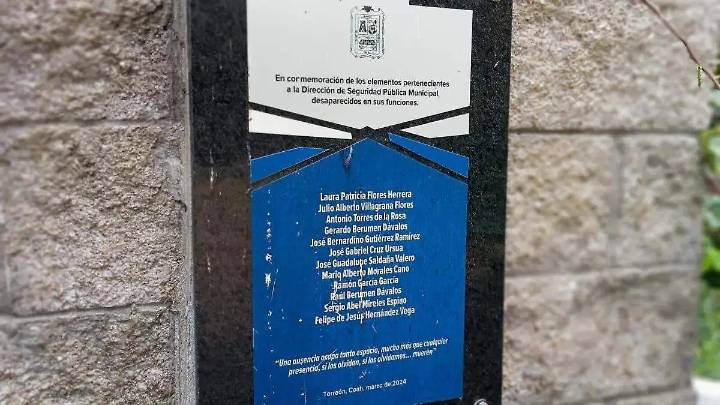 En conmemoración de los elementos pertenecientes
a la Dirección de Seguridad Pública Municipal,
desaparecidos en sus funciones.
Laura Patricia Flores Herrera
Julio Alberto Villagrana Flores
Antonio Torres de la Rosa
Gerardo Berumen Dávalos
José Bernardino Gutiérrez Ramírez
José Gabriel Cruz Ursua
José Guadalupe Saldaña Valero
Mario Alberto Morales Cano
Ramón García García
Raúl Berumen Dávalos
Sergio Abel Mireles Espino
Felipe de Jesús Hernández Vega
"Una ausencia ocupa tanto espacio, mucho más que cualquier
presencia, si los olvidan, si los olvidamos... mueren"
Torreón, Coah, marzo de 2024